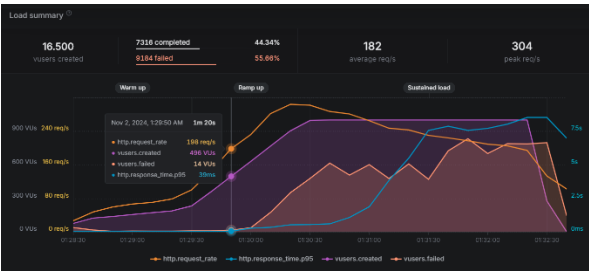 Load summary
16.500
vusers created
7316 completed 44.34%
9184 failed 55.66%
182
average req/s
304
peak req/s
Warm up Ramp up Sustained load
Nov 2, 2024, 1:29:50 AM 1m 20s
http.request_rate 198 req/s
vusers.created 496 VUs
vusers.failed 14 VUs
http.response_time.p95 39ms
900 VUs 240 req/s 7.5s
600 VUs 160 req/s 5s
300 VUs 80 req/s 2.5s
0 VUs 0 req/s 0ms
01:28:30 01:29:00 01:29:30 01:30:00 01:30:30 01:31:00 01:31:30 01:32:00 01:32:30
http.request_rate http.response_time.p95 vusers.created vusers.failed